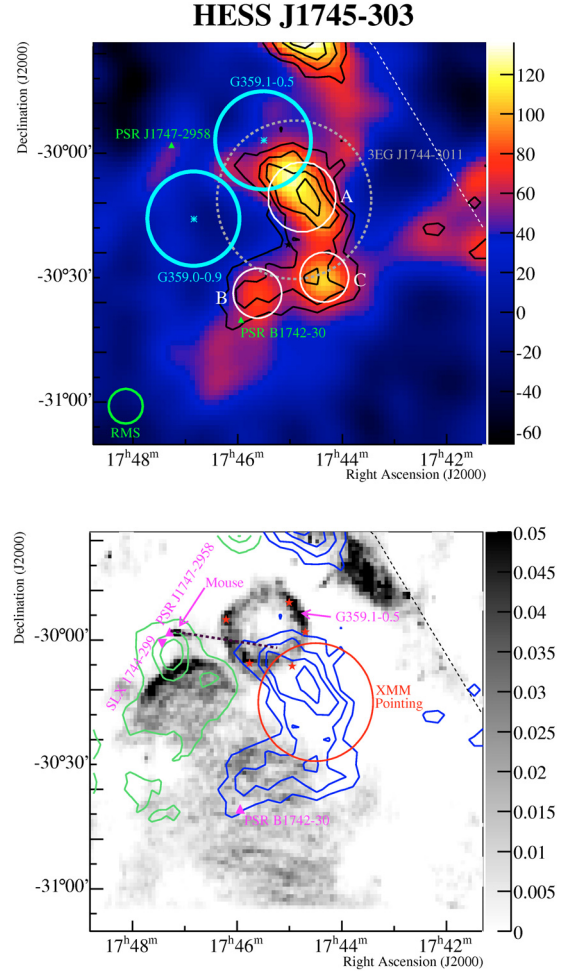 HESS J1745-303
Declination (J2000)
-30°00'
-30°30'
-31°00'
G359.1-0.5
PSR J1747-2958
3EG J1744-3011
A
G359.0-0.9
B
C
PSR B1742-30
RMS
120
100
80
60
40
20
0
-20
-40
-60
17h48m
17h46m
17h44m
17h42m
Right Ascension (J2000)
Declination (J2000)
-30°00'
-30°30'
-31°00'
PSR J1747-2958
Mouse
G359.1-0.5
SLX 1744-299
XMM
Pointing
PSR B1742-30
0.05
0.045
0.04
0.035
0.03
0.025
0.02
0.015
0.01
0.005
0
17h48m
17h46m
17h44m
17h42m
Right Ascension (J2000)